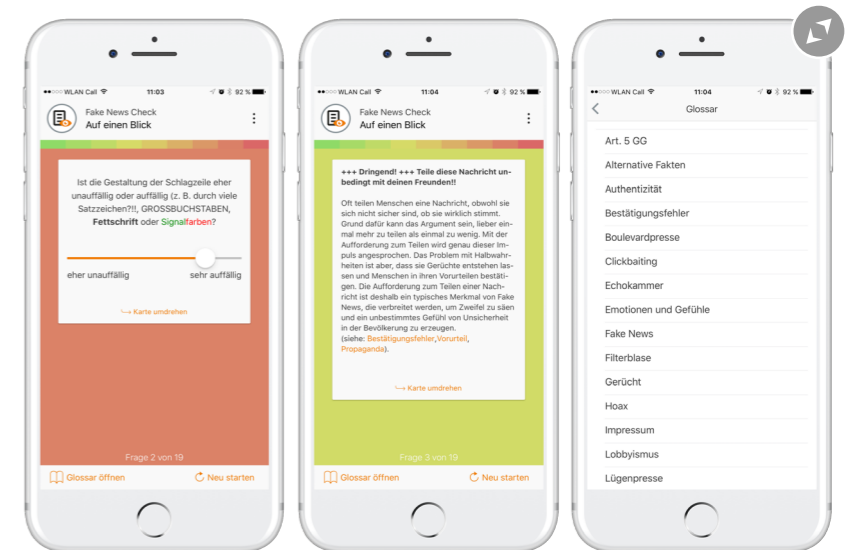 WLAN Call 11:03 92 %
Fake News Check
Auf einen Blick
Ist die Gestaltung der Schlagzeile eher
unauffällig oder auffällig (z. B. durch viele
Satzzeichen?!!, GROSSBUCHSTABEN,
Fettschrift oder Signalfarben?
eher unauffällig sehr auffällig
Karte umdrehen
Frage 2 von 19
Glossar öffnen Neu starten
WLAN Call 11:04 92 %
Fake News Check
Auf einen Blick
+++ Dringend! +++ Teile diese Nachricht un-
bedingt mit deinen Freunden!!
Oft teilen Menschen eine Nachricht, obwohl sie
sich nicht sicher sind, ob sie wirklich stimmt.
Grund dafür kann das Argument sein, lieber ein-
mal mehr zu teilen als einmal zu wenig. Mit der
Aufforderung zum Teilen wird genau dieser Im-
puls angesprochen. Das Problem mit Halbwahr-
heiten ist aber, dass sie Gerüchte entstehen las-
sen und Menschen in ihren Vorurteilen bestäti-
gen. Die Aufforderung zum Teilen einer Nach-
richt ist deshalb ein typisches Merkmal von Fake
News, die verbreitet werden, um Zweifel zu säen
und ein unbestimmtes Gefühl von Unsicherheit
in der Bevölkerung zu erzeugen.
(siehe: Bestätigungsfehler,Vorurteil,
Propaganda).
Karte umdrehen
Frage 3 von 19
Glossar öffnen Neu starten
WLAN Call 11:04 92 %
Glossar
Art. 5 GG
Alternative Fakten
Authentizität
Bestätigungsfehler
Boulevardpresse
Clickbaiting
Echokammer
Emotionen und Gefühle
Fake News
Filterblase
Gerücht
Hoax
Impressum
Lobbyismus
Lügenpresse